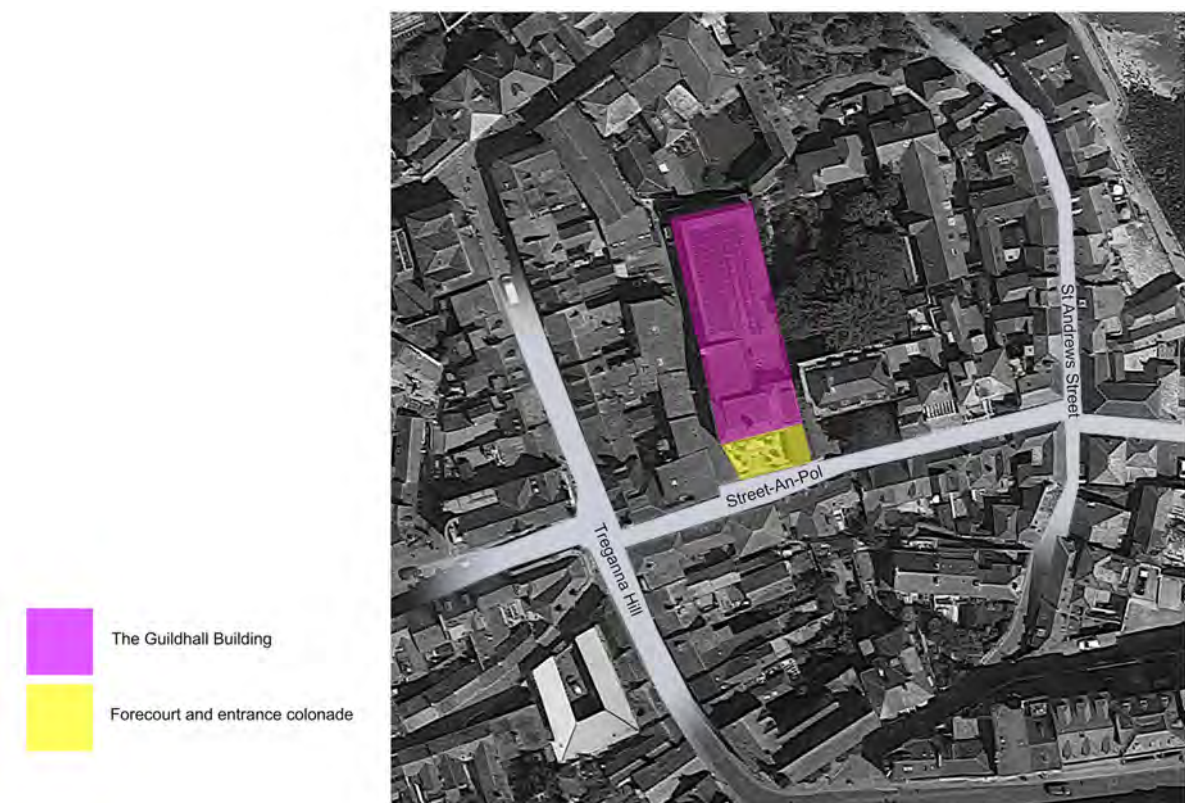 St Andrews Street
Street-An-Pol
Treganna Hill
The Guildhall Building
Forecourt and entrance colonade